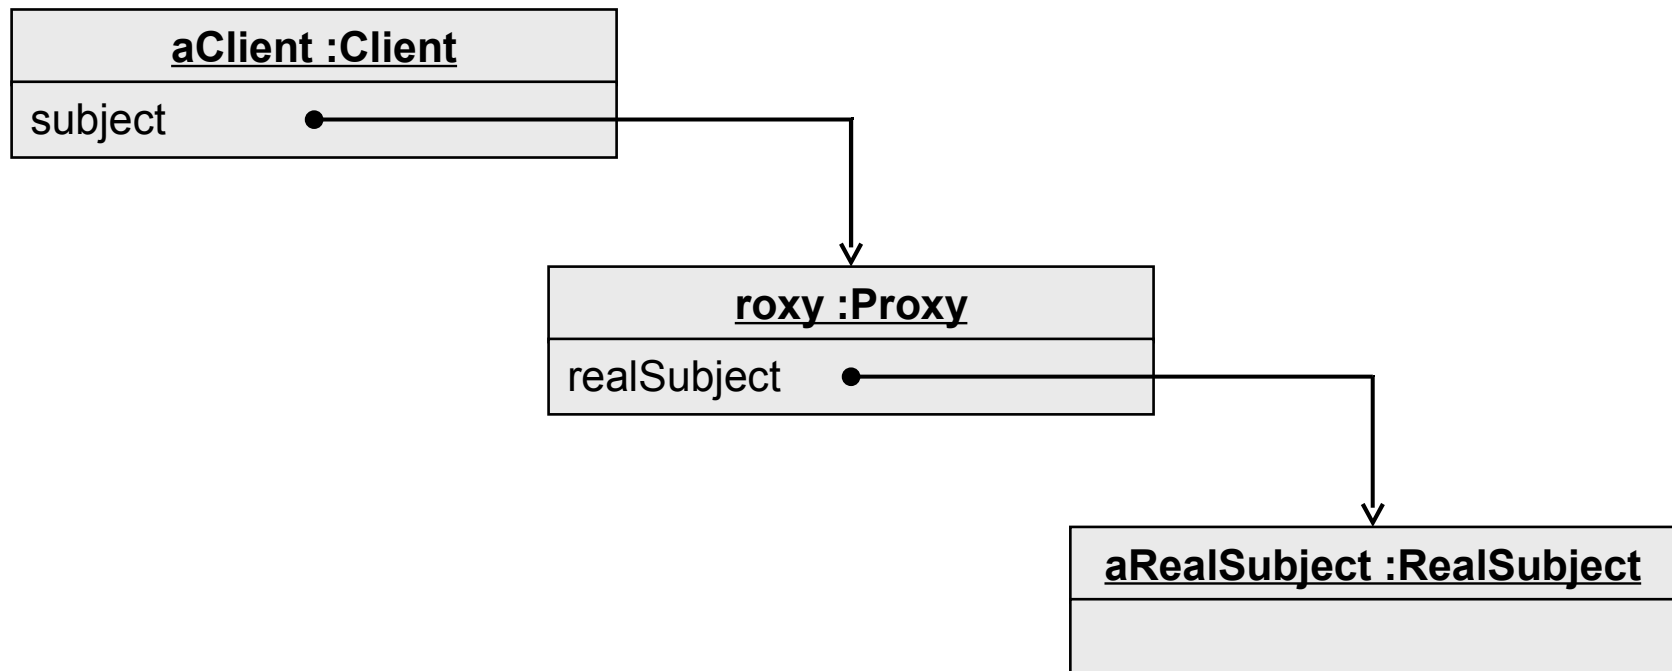 aClient :Client
subject
roxy :Proxy
realSubject
aRealSubject :RealSubject